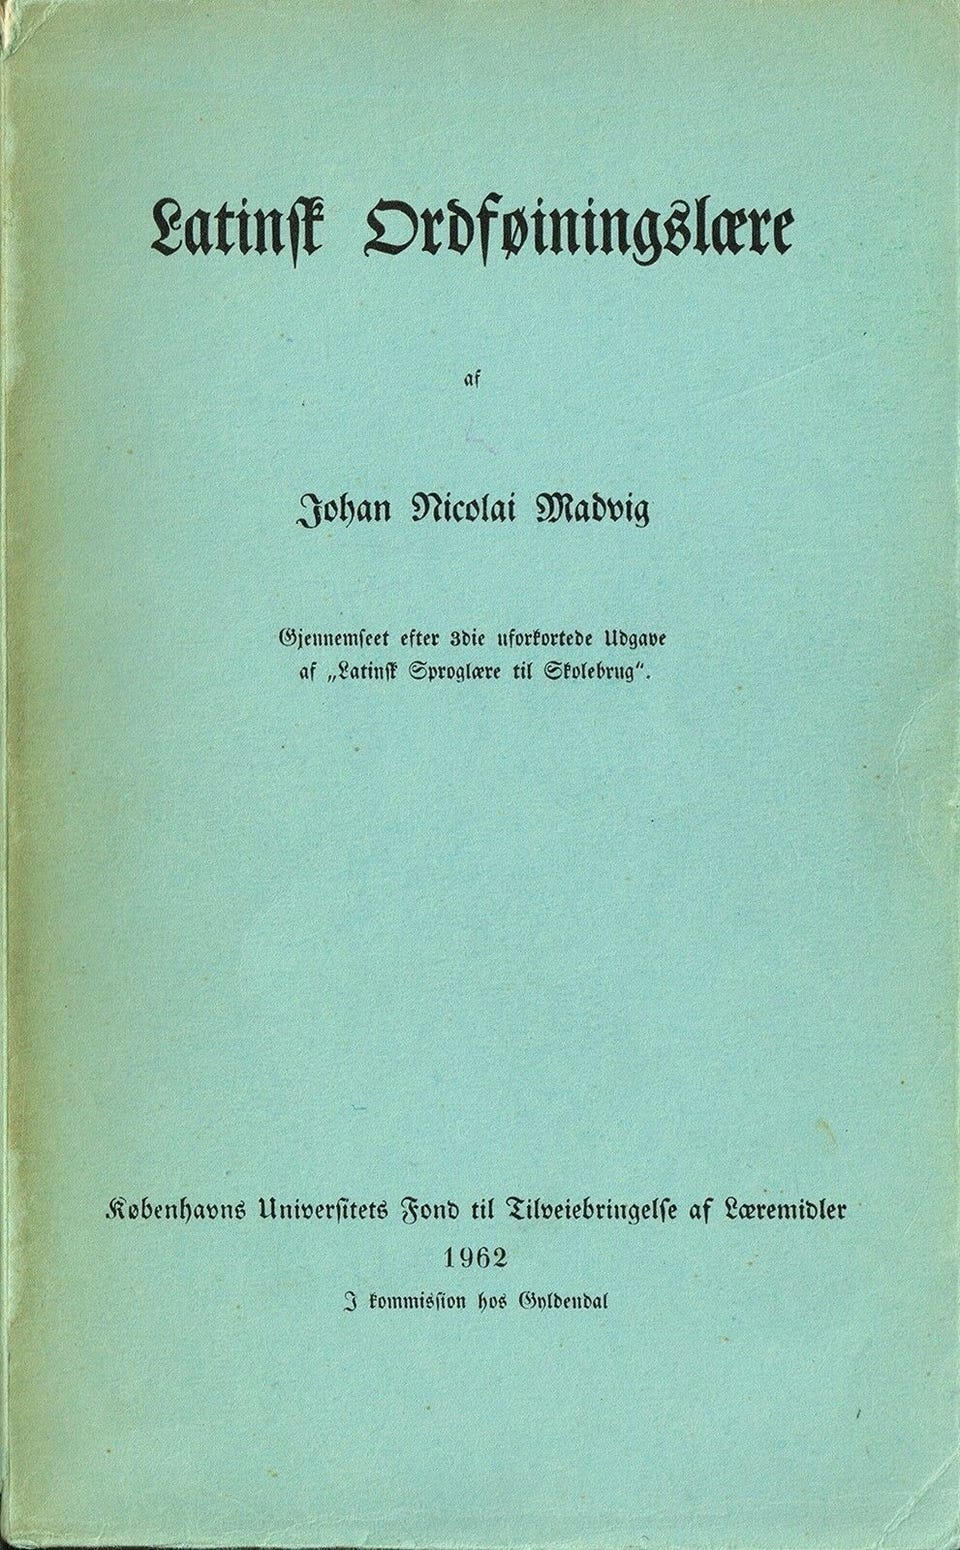 Latinsk Ordføiningslære
af
Johan Nicolai Madvig
Gjennemseet efter 3die uforkortede Udgave
af „Latinsk Sproglære til Skolebrug“.
Københavns Universitets Fond til Tilveiebringelse af Læremidler
1962
I kommission hos Gyldendal